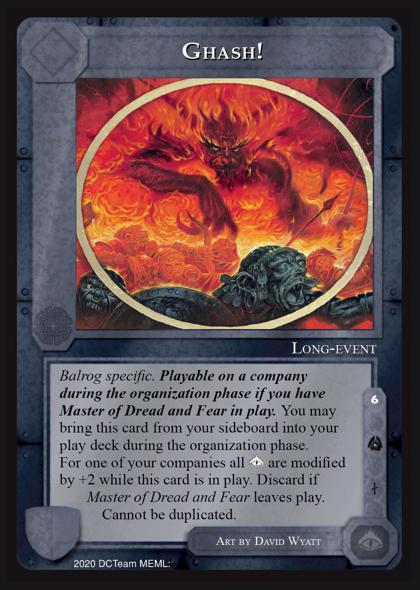 GHASH!
LONG-EVENT
Balrog specific. Playable on a company
during the organization phase if you have
Master of Dread and Fear in play. You may
bring this card from your sideboard into your
play deck during the organization phase.
For one of your companies all are modified
by +2 while this card is in play. Discard if
Master of Dread and Fear leaves play.
Cannot be duplicated.
6
ART BY DAVID WYATT
2020 DCTeam MEML: